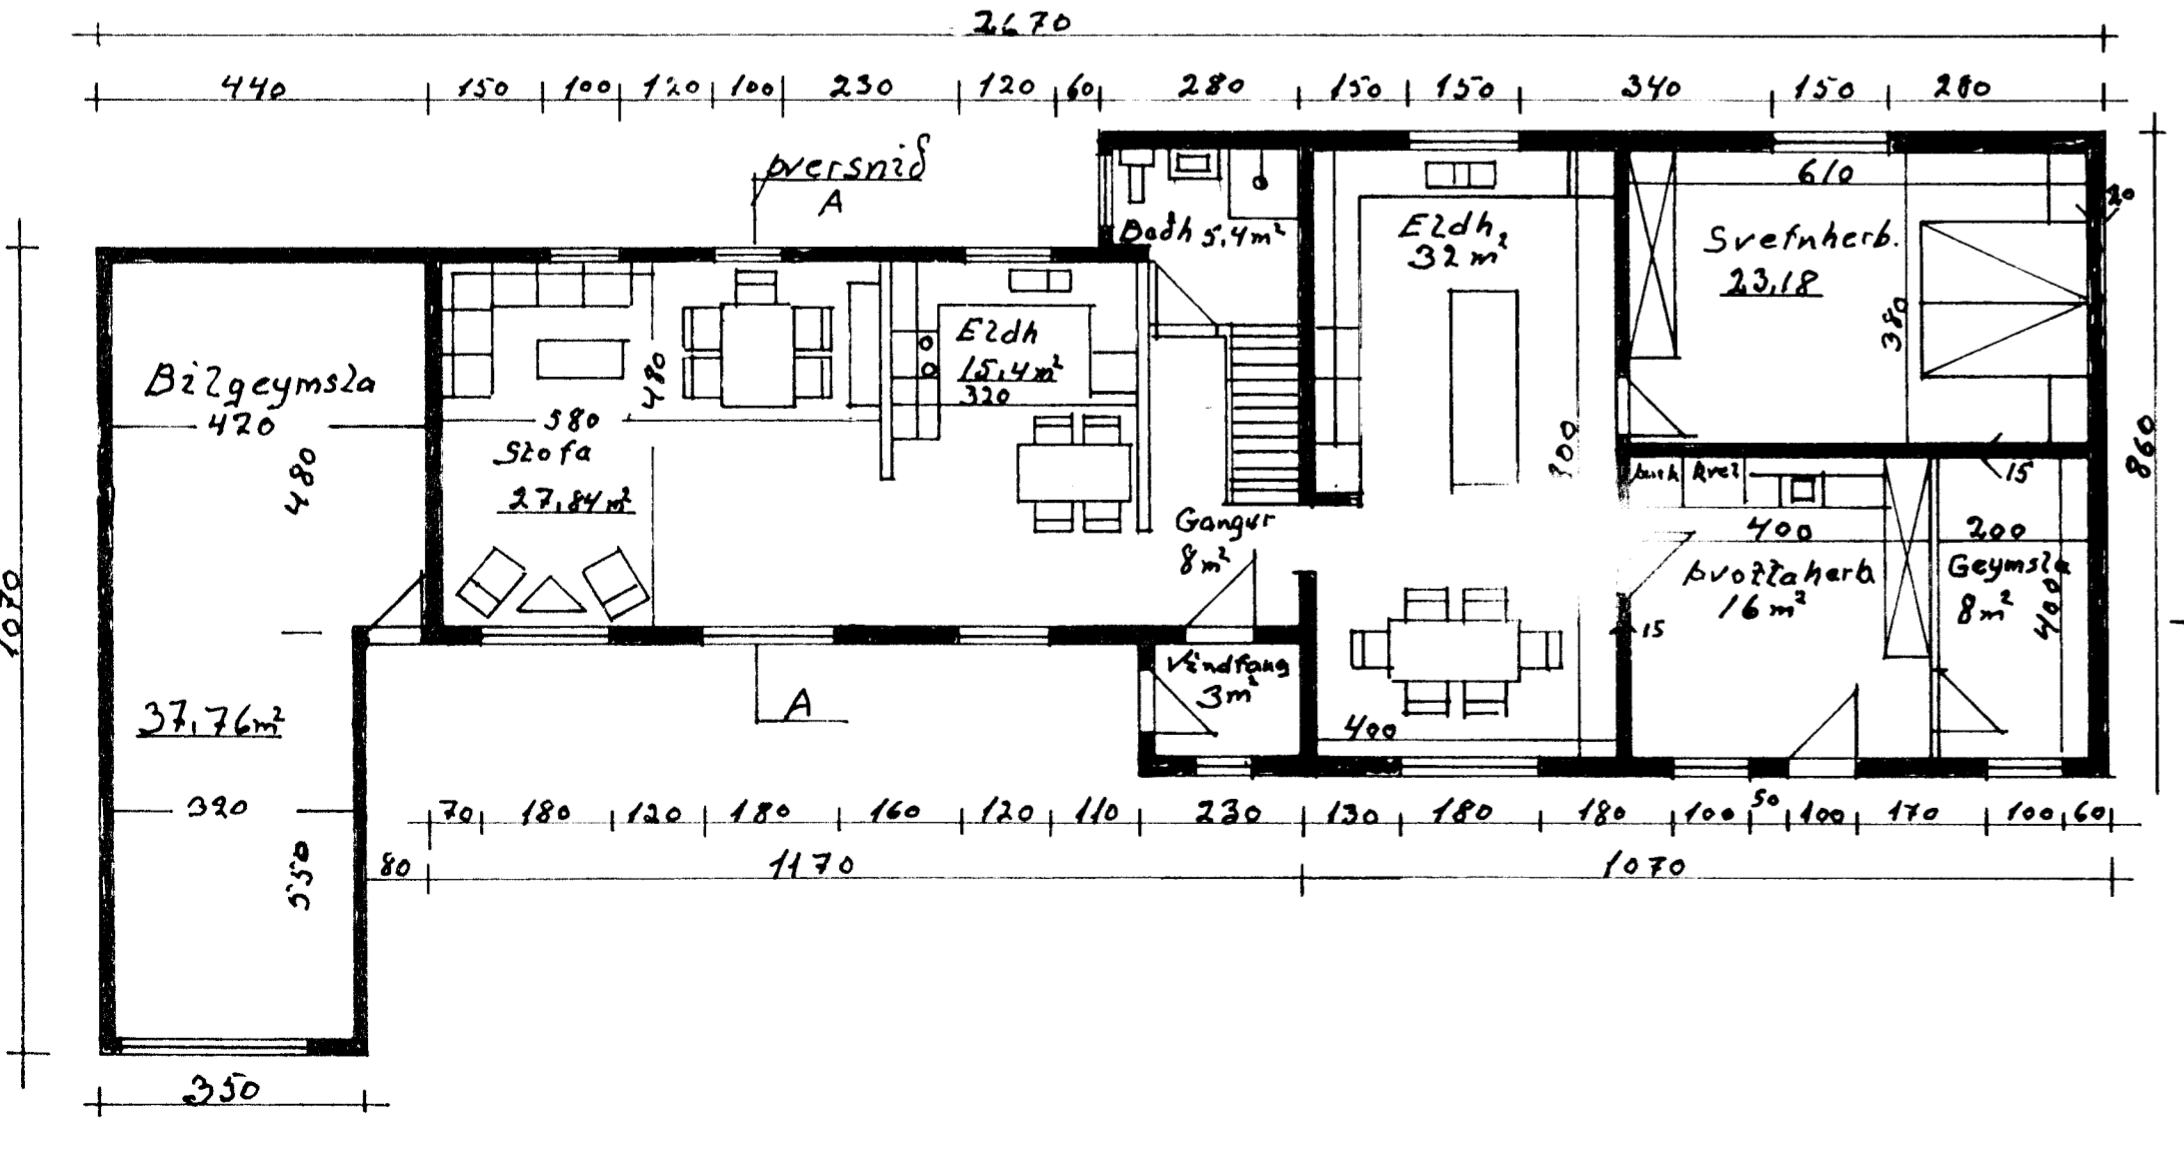 2670
440 150 100 120 100 230 120 60 280 150 150 340 150 280
þversnið
A
610
20
Baðh 5,4m²
Eldh,
32 m²
Svefnherb.
23,18
380
Bílgeymsla
420
480
Eldh
15,4m²
320
480
580
Stofa
27,84m²
860
800
15
þurk
400
200
Gangur
8m²
þvottaherb
16 m²
Geymsla
8m²
400
1070
15
Vindfang
3m²
37,76m²
A
400
320
70 180 120 180 160 120 110 230 130 180 180 100 50 100 170 100 60
550
80 1170 1070
350